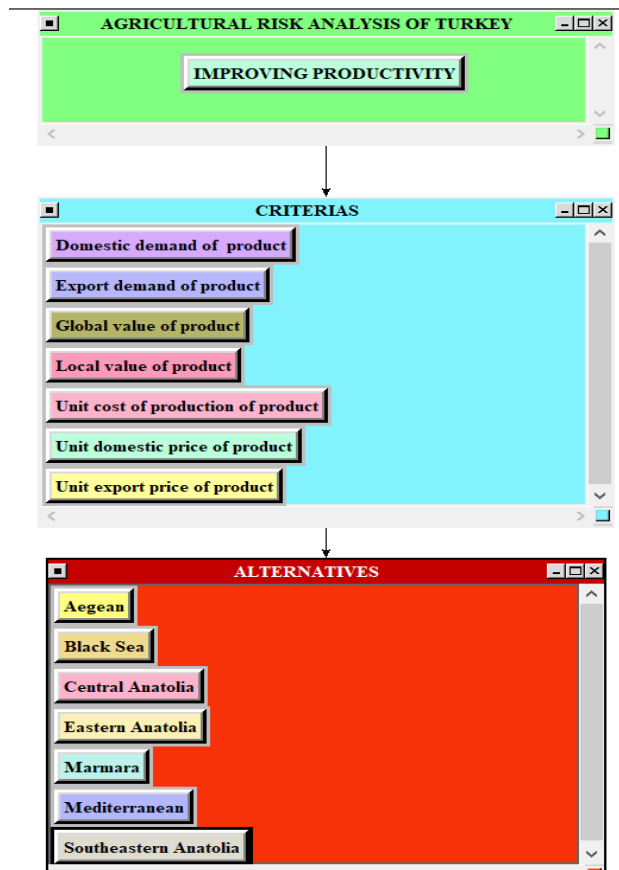 AGRICULTURAL RISK ANALYSIS OF TURKEY
IMPROVING PRODUCTIVITY
CRITERIAS
Domestic demand of product
Export demand of product
Global value of product
Local value of product
Unit cost of production of product
Unit domestic price of product
Unit export price of product
ALTERNATIVES
Aegean
Black Sea
Central Anatolia
Eastern Anatolia
Marmara
Mediterranean
Southeastern Anatolia